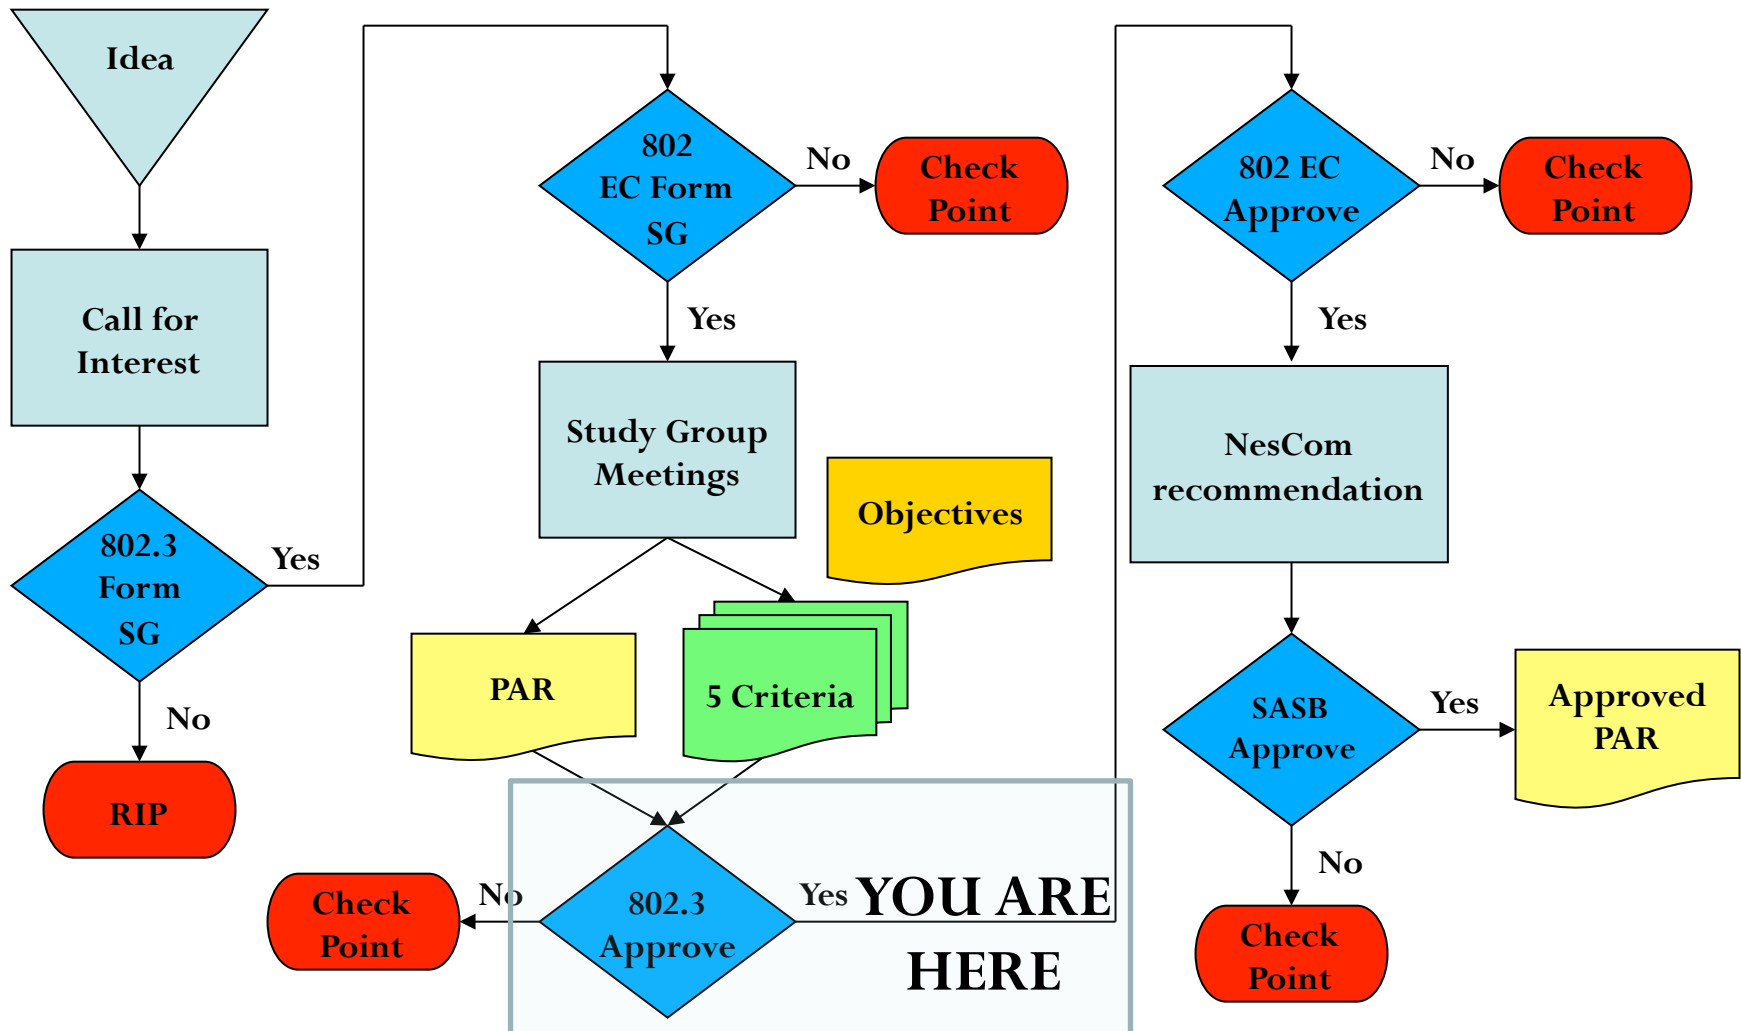 Idea
Call for
Interest
802.3
Form
SG
Yes
No
RIP
802
EC Form
SG
No
Check
Point
Yes
Study Group
Meetings
Objectives
PAR
5 Criteria
802.3
Approve
No
Check
Point
Yes
YOU ARE
HERE
802 EC
Approve
No
Check
Point
Yes
NesCom
recommendation
SASB
Approve
Yes
Approved
PAR
No
Check
Point